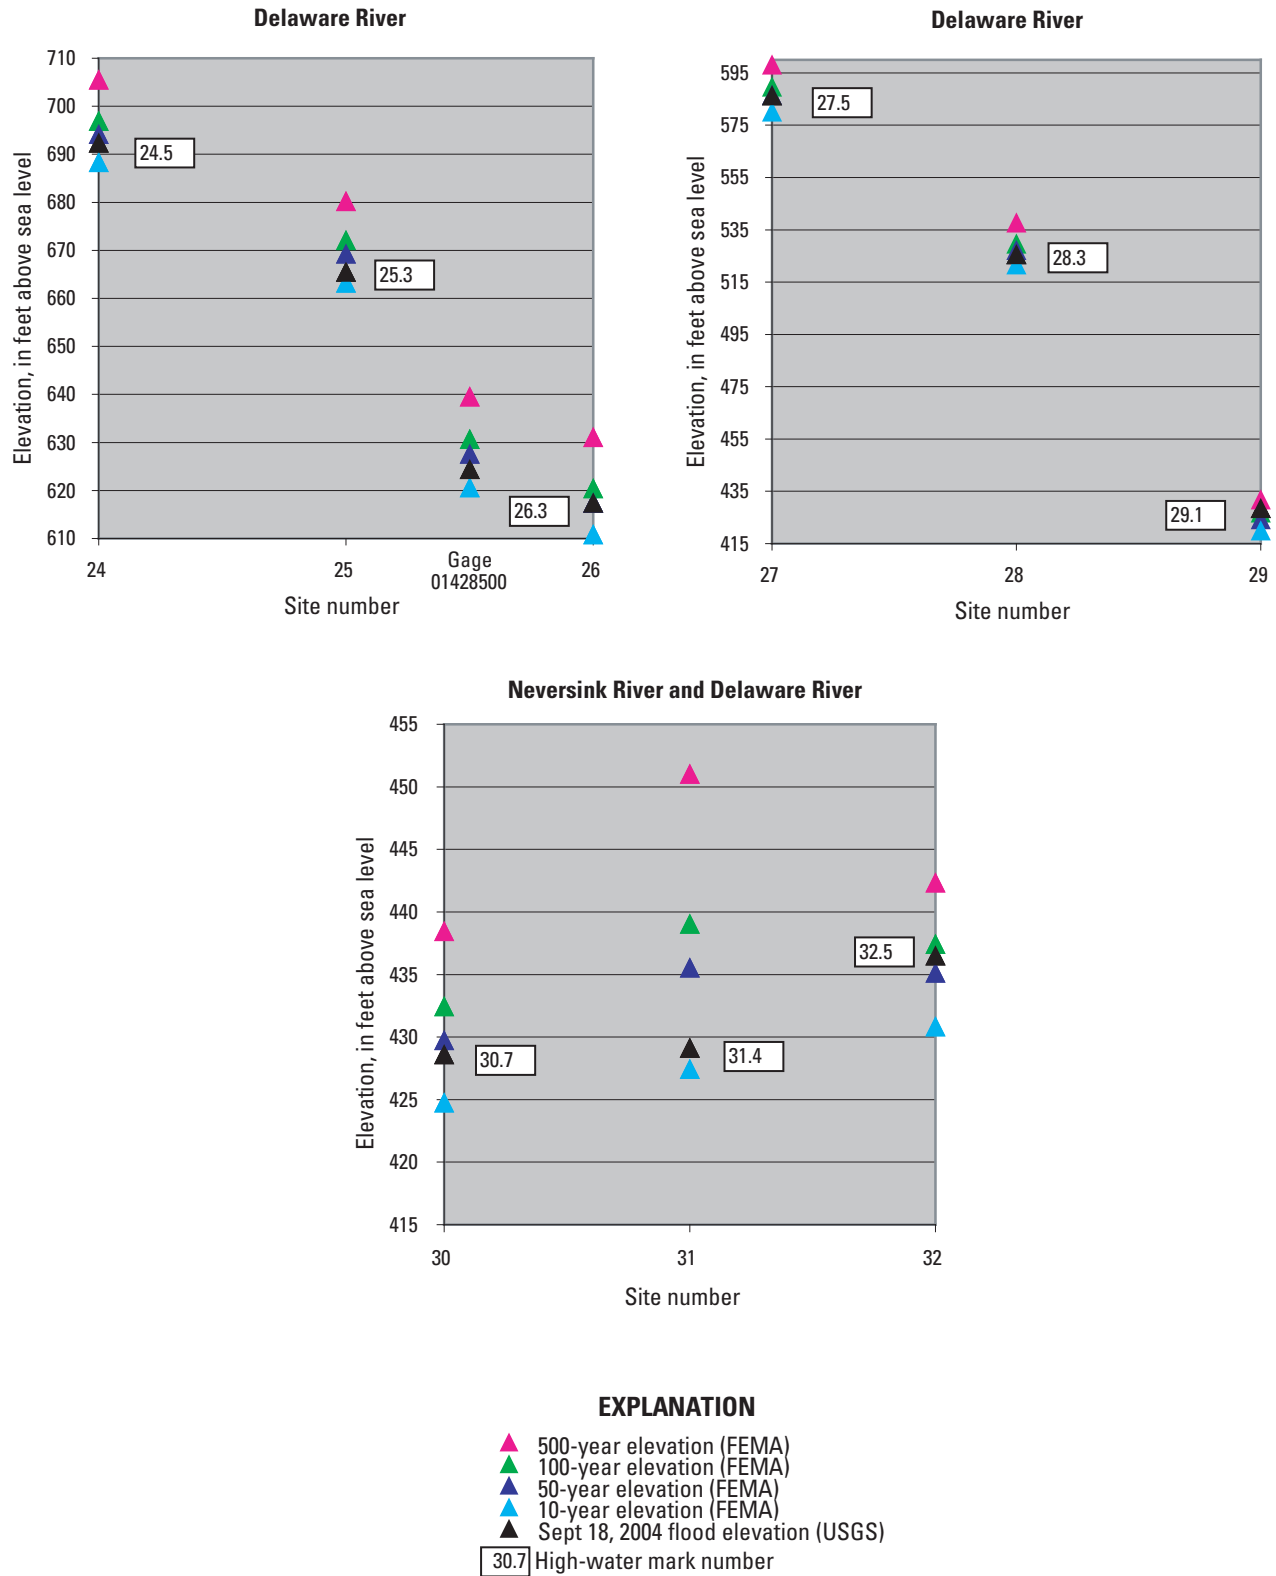 Delaware River
Elevation, in feet above sea level
710
700
690
680
670
660
650
640
630
620
610
24.5
25.3
26.3
24
25
Gage
01428500
26
Site number
Delaware River
Elevation, in feet above sea level
595
575
555
535
515
495
475
455
435
415
27.5
28.3
29.1
27
28
29
Site number
Neversink River and Delaware River
Elevation, in feet above sea level
455
450
445
440
435
430
425
420
415
30.7
31.4
32.5
30
31
32
Site number
EXPLANATION
500-year elevation (FEMA)
100-year elevation (FEMA)
50-year elevation (FEMA)
10-year elevation (FEMA)
Sept 18, 2004 flood elevation (USGS)
30.7 High-water mark number